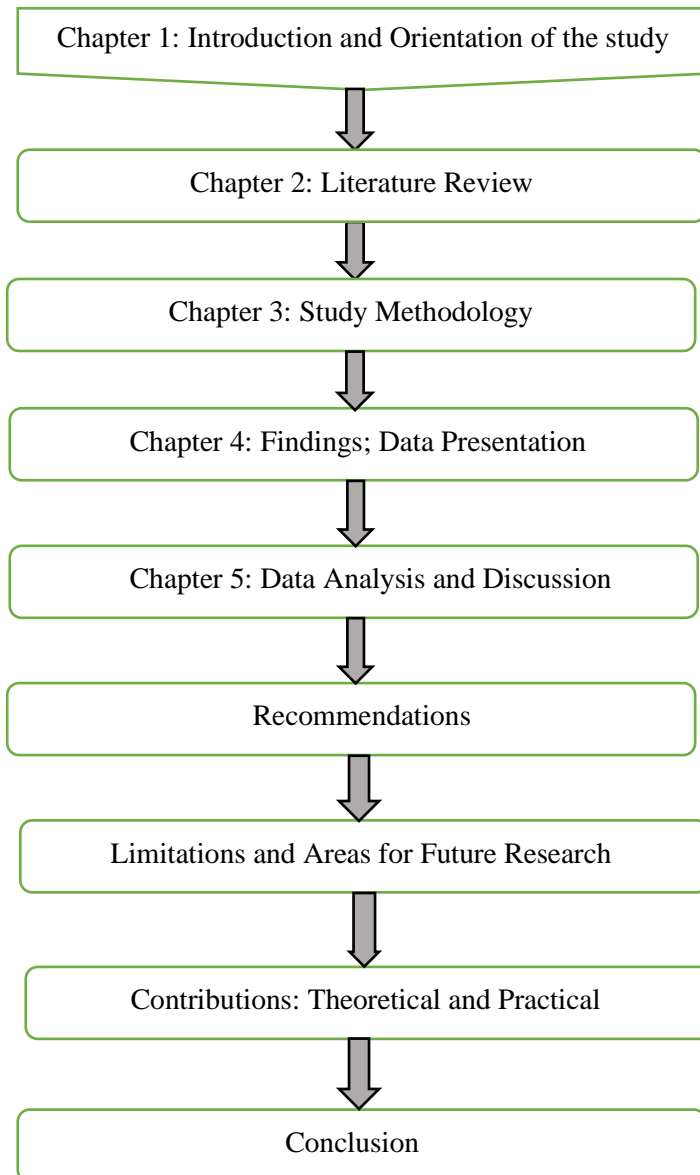 Chapter 1: Introduction and Orientation of the study
Chapter 2: Literature Review
Chapter 3: Study Methodology
Chapter 4: Findings; Data Presentation
Chapter 5: Data Analysis and Discussion
Recommendations
Limitations and Areas for Future Research
Contributions: Theoretical and Practical
Conclusion